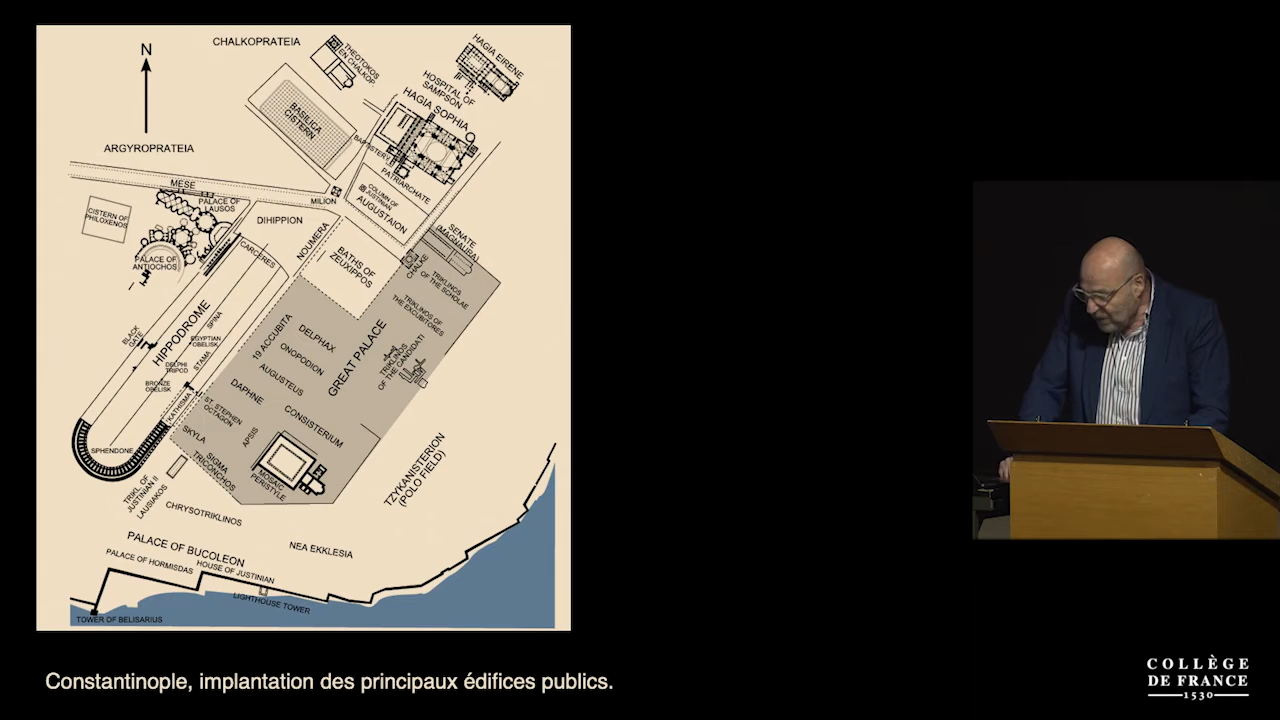 N
CHALKOPRATEIA
THEOTOKOS
EN CHALKOP.
HAGIA EIRENE
HOSPITAL OF
SAMPSON
HAGIA SOPHIA
BASILICA
CISTERN
BAPTISTERY
PATRIARCHATE
ARGYROPRATEIA
MESE
MILION
COLUMN OF
JUSTINIAN
AUGUSTAION
CISTERN OF
PHILOXENOS
PALACE OF
LAUSOS
DIHIPPION
NOUMERA
SENATE
(MAGNAURA)
PALACE OF
ANTIOCHOS
CARCERES
BATHS OF
ZEUXIPPOS
CHALKE
TRIKLINOS
OF THE SCHOLAE
TRIKLINOS OF
THE EXCUBITORES
HIPPODROME
SPINA
BLACK
GATE
EGYPTIAN
OBELISK
STAMA
DELPHI
TRIPOD
BRONZE
OBELISK
KATHISMA
SPHENDONE
19 ACCUBITA
DELPHAX
ONOPODION
GREAT PALACE
TRIKLINOS
OF THE CANDIDATI
AUGUSTEUS
DAPHNE
CONSISTERIUM
ST. STEPHEN
OCTAGON
APSIS
SKYLA
SIGMA
TRICONCHOS
MOSAIC
PERISTYLE
TZYKANISTERION
(POLO FIELD)
TRIKL. OF
JUSTINIAN II
LAUSIAKOS
CHRYSOTRIKLINOS
NEA EKKLESIA
PALACE OF BUCOLEON
PALACE OF HORMISDAS
HOUSE OF JUSTINIAN
LIGHTHOUSE TOWER
TOWER OF BELISARIUS
Constantinople, implantation des principaux édifices publics.
COLLÈGE
DE FRANCE
1530